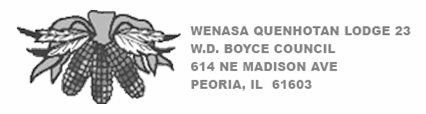 WENASA QUENHOTAN LODGE 23
W.D. BOYCE COUNCIL
614 NE MADISON AVE
PEORIA, IL  61603